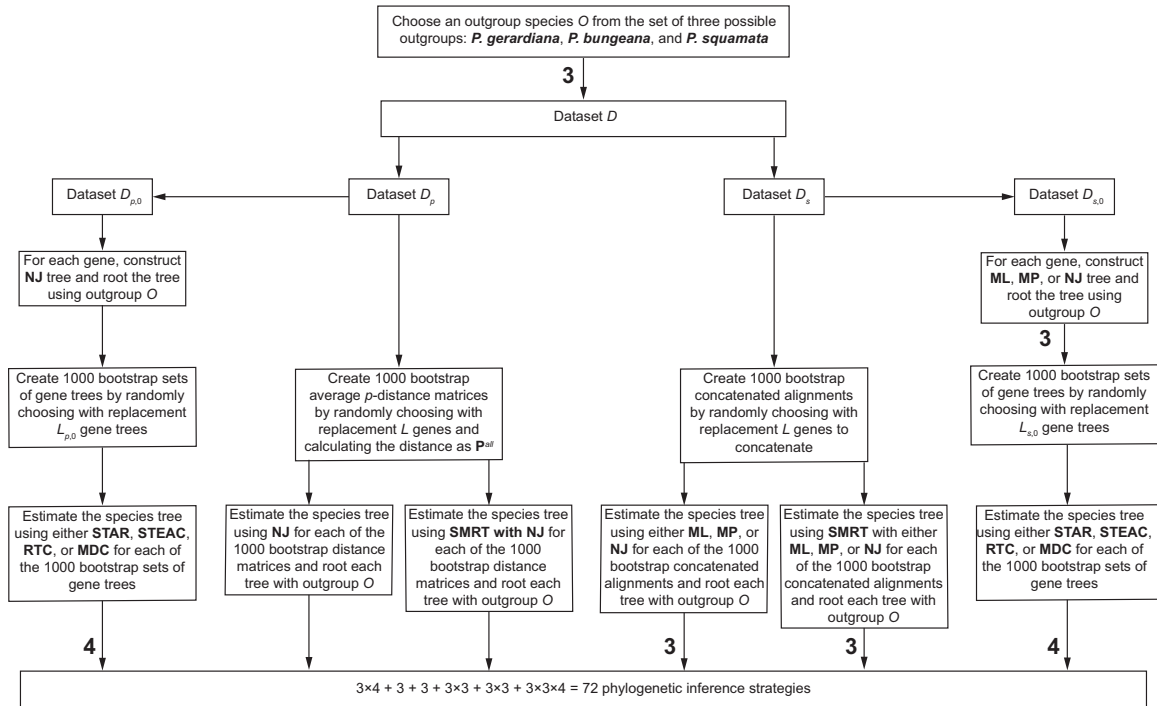 Choose an outgroup species O from the set of three possible
outgroups: P. gerardiana, P. bungeana, and P. squamata
3
Dataset D
Dataset Dp,0
Dataset Dp
Dataset Ds
Dataset Ds,0
For each gene, construct
NJ tree and root the tree
using outgroup O
For each gene, construct
ML, MP, or NJ tree and
root the tree using
outgroup O
3
Create 1000 bootstrap sets
of gene trees by randomly
choosing with replacement
Lp,0 gene trees
Create 1000 bootstrap
average p-distance matrices
by randomly choosing with
replacement L genes and
calculating the distance as Pall
Create 1000 bootstrap
concatenated alignments
by randomly choosing with
replacement L genes to
concatenate
Create 1000 bootstrap sets
of gene trees by randomly
choosing with replacement
Ls,0 gene trees
Estimate the species tree
using either STAR, STEAC,
RTC, or MDC for each of
the 1000 bootstrap sets of
gene trees
Estimate the species tree
using NJ for each of the
1000 bootstrap distance
matrices and root each
tree with outgroup O
Estimate the species tree
using SMRT with NJ for
each of the 1000
bootstrap distance
matrices and root each
tree with outgroup O
Estimate the species tree
using either ML, MP, or
NJ for each of the 1000
bootstrap concatenated
alignments and root each
tree with outgroup O
Estimate the species tree
using SMRT with either
ML, MP, or NJ for each
of the 1000 bootstrap
concatenated alignments
and root each tree with
outgroup O
Estimate the species tree
using either STAR, STEAC,
RTC, or MDC for each of
the 1000 bootstrap sets of
gene trees
4
3
3
4
3×4 + 3 + 3 + 3×3 + 3×3 + 3×3×4 = 72 phylogenetic inference strategies